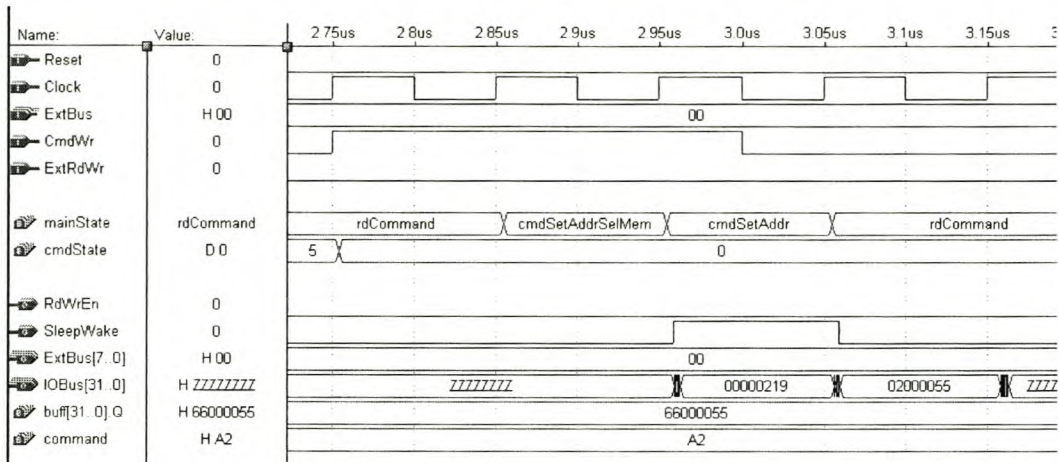 Name: Value: 2.75us 2.8us 2.85us 2.9us 2.95us 3.0us 3.05us 3.1us 3.15us 3
Reset 0
Clock 0
ExtBus H 00 00
CmdWr 0
ExtRdWr 0
mainState rdCommand rdCommand cmdSetAddrSelMem cmdSetAddr rdCommand
cmdState D 0 5 0
RdWrEn 0
SleepWake 0
ExtBus[7..0] H 00 00
IOBus[31..0] H ZZZZZZZZ ZZZZZZZZ 00000219 02000055 ZZZZ
buff[31..0].Q H 66000055 66000055
command H A2 A2